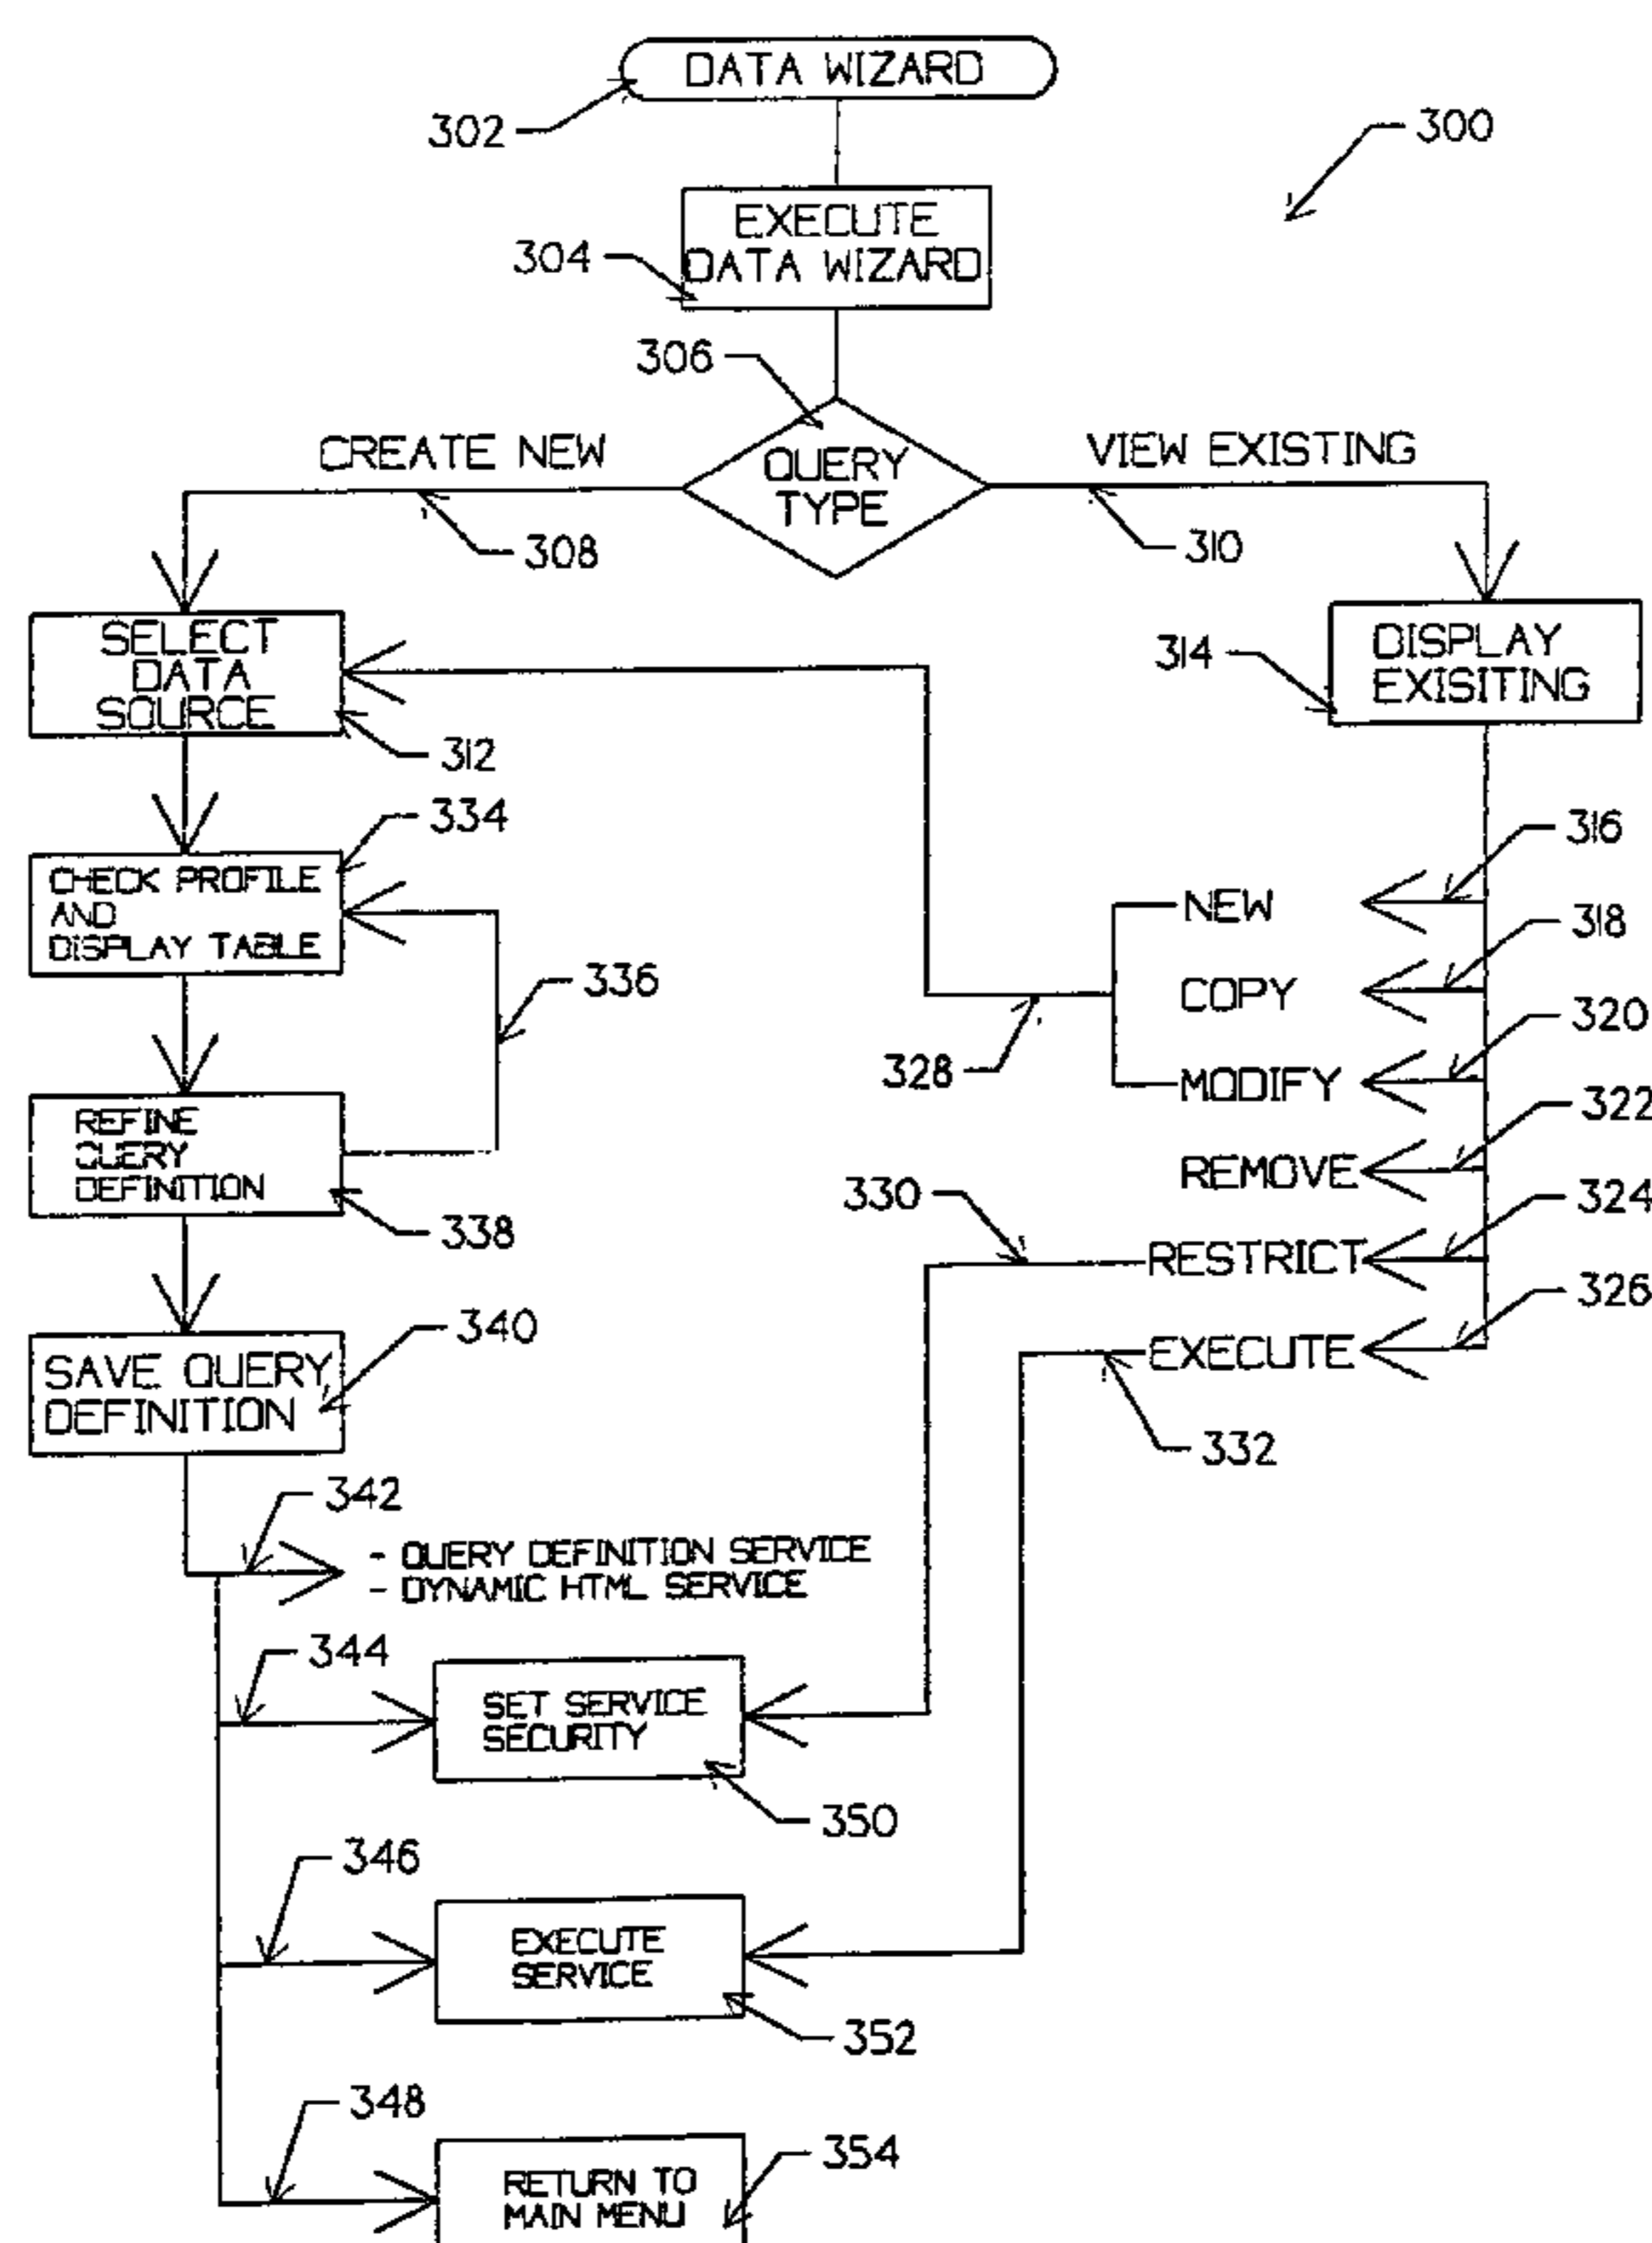 DATA WIZARD
302
300
EXECUTE
DATA WIZARD
304
306
QUERY
TYPE
CREATE NEW
VIEW EXISTING
308
310
SELECT
DATA
SOURCE
312
314
DISPLAY
EXISITING
334
CHECK PROFILE
AND
DISPLAY TABLE
336
316
NEW
318
COPY
320
328
MODIFY
322
REMOVE
REFINE
QUERY
DEFINITION
338
330
324
RESTRICT
326
EXECUTE
332
340
SAVE QUERY
DEFINITION
342
- QUERY DEFINITION SERVICE
- DYNAMIC HTML SERVICE
344
SET SERVICE
SECURITY
350
346
EXECUTE
SERVICE
352
348
354
RETURN TO
MAIN MENU